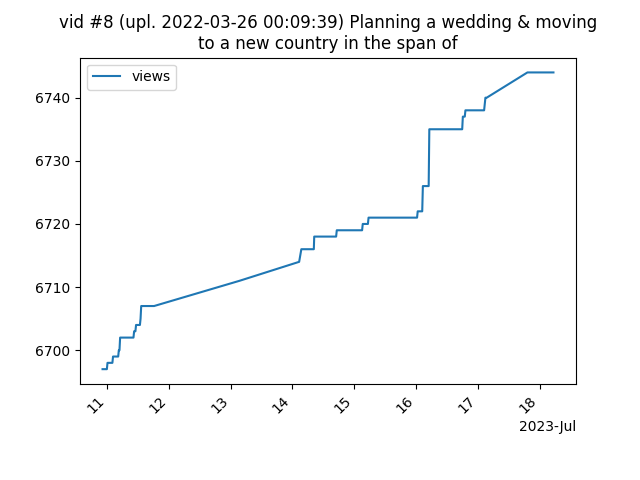 vid #8 (upl. 2022-03-26 00:09:39) Planning a wedding & moving
to a new country in the span of
views
6740
6730
6720
6710
6700
11 12 13 14 15 16 17 18
2023-Jul